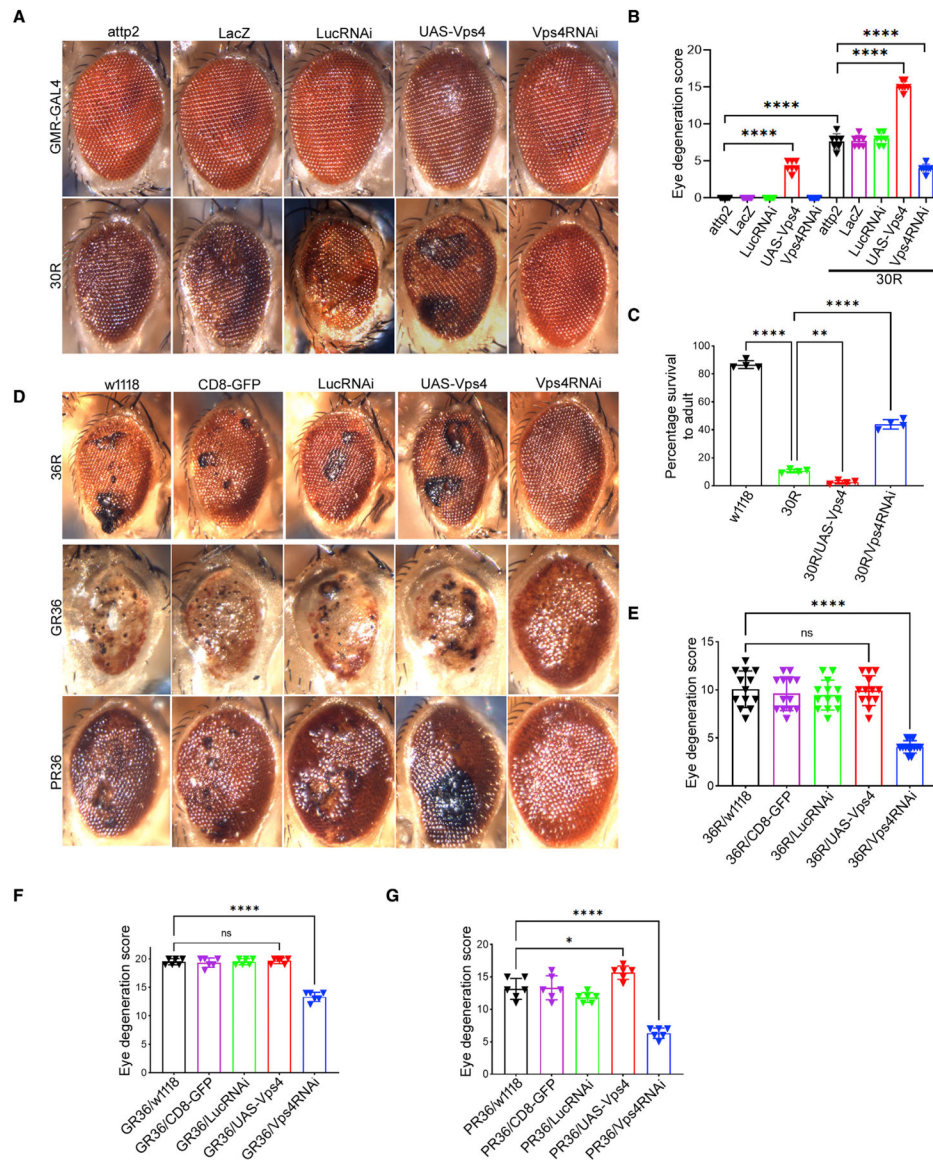 A
attp2 LacZ LucRNAi UAS-Vps4 Vps4RNAi
GMR-GAL4
30R
B
Eye degeneration score
20
15
10
5
0
**** **** **** ****
attp2 LacZ LucRNAi UAS-Vps4 Vps4RNAi attp2 LacZ LucRNAi UAS-Vps4 Vps4RNAi
30R
C
Percentage survival
to adult
100
80
60
40
20
0
**** **** **
w1118 30R 30R/UAS-Vps4 30R/Vps4RNAi
D
w1118 CD8-GFP LucRNAi UAS-Vps4 Vps4RNAi
36R
GR36
PR36
E
Eye degeneration score
15
10
5
0
****
ns
36R/w1118 36R/CD8-GFP 36R/LucRNAi 36R/UAS-Vps4 36R/Vps4RNAi
F
Eye degeneration score
20
15
10
5
0
****
ns
GR36/w1118 GR36/CD8-GFP GR36/LucRNAi GR36/UAS-Vps4 GR36/Vps4RNAi
G
Eye degeneration score
20
15
10
5
0
****
*
PR36/w1118 PR36/CD8-GFP PR36/LucRNAi PR36/UAS-Vps4 PR36/Vps4RNAi